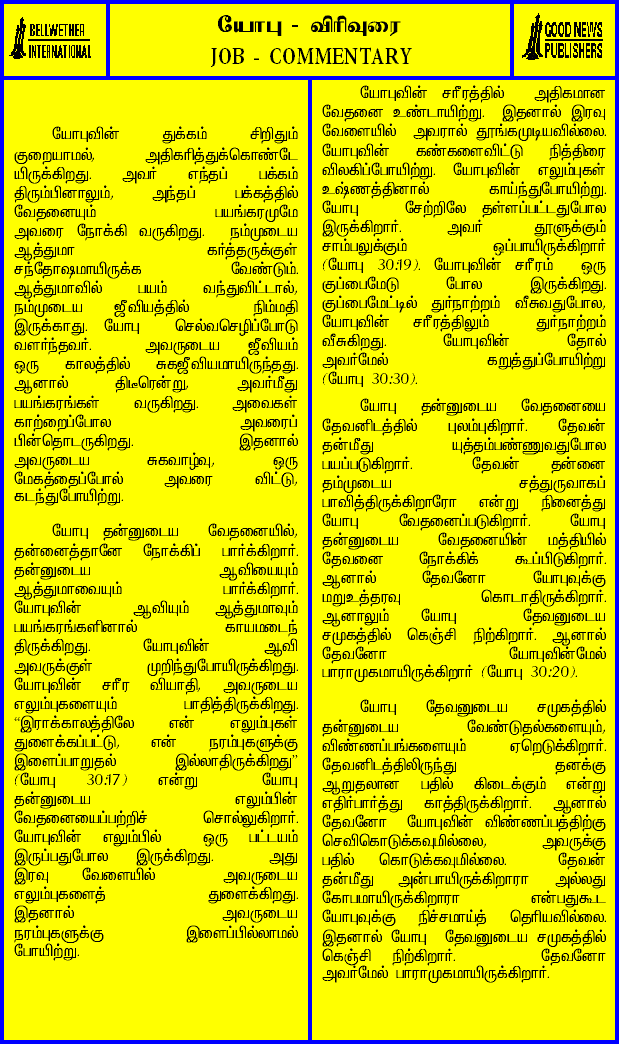 BELLWETHER
INTERNATIONAL
யோபு - விரிவுரை
JOB - COMMENTARY
GOOD NEWS
PUBLISHERS
யோபுவின் துக்கம் சிறிதும்
குறையாமல், அதிகரித்துக்கொண்டே
யிருக்கிறது. அவர் எந்தப் பக்கம்
திரும்பினாலும், அந்தப் பக்கத்தில்
வேதனையும் பயங்கரமுமே
அவரை நோக்கி வருகிறது. நம்முடைய
ஆத்துமா கர்த்தருக்குள்
சந்தோஷமாயிருக்க வேண்டும்.
ஆத்துமாவில் பயம் வந்துவிட்டால்,
நம்முடைய ஜீவியத்தில் நிம்மதி
இருக்காது. யோபு செல்வசெழிப்போடு
வளர்ந்தவர். அவருடைய ஜீவியம்
ஒரு காலத்தில் சுகஜீவியமாயிருந்தது.
ஆனால் திடீரென்று, அவர்மீது
பயங்கரங்கள் வருகிறது. அவைகள்
காற்றைப்போல அவரைப்
பின்தொடருகிறது. இதனால்
அவருடைய சுகவாழ்வு, ஒரு
மேகத்தைப்போல் அவரை விட்டு,
கடந்துபோயிற்று.
யோபு தன்னுடைய வேதனையில்,
தன்னைத்தானே நோக்கிப் பார்க்கிறார்.
தன்னுடைய ஆவியையும்
ஆத்துமாவையும் பார்க்கிறார்.
யோபுவின் ஆவியும் ஆத்துமாவும்
பயங்கரங்களினால் காயமடைந்
திருக்கிறது. யோபுவின் ஆவி
அவருக்குள் முறிந்துபோயிருக்கிறது.
யோபுவின் சரீர வியாதி, அவருடைய
எலும்புகளையும் பாதித்திருக்கிறது.
“இராக்காலத்திலே என் எலும்புகள்
துளைக்கப்பட்டு, என் நரம்புகளுக்கு
இளைப்பாறுதல் இல்லாதிருக்கிறது”
(யோபு 30:17) என்று யோபு
தன்னுடைய எலும்பின்
வேதனையைப்பற்றிச் சொல்லுகிறார்.
யோபுவின் எலும்பில் ஒரு பட்டயம்
இருப்பதுபோல இருக்கிறது. அது
இரவு வேளையில் அவருடைய
எலும்புகளைத் துளைக்கிறது.
இதனால் அவருடைய
நரம்புகளுக்கு இளைப்பில்லாமல்
போயிற்று.
யோபுவின் சரீரத்தில் அதிகமான
வேதனை உண்டாயிற்று. இதனால் இரவு
வேளையில் அவரால் தூங்கமுடியவில்லை.
யோபுவின் கண்களைவிட்டு நித்திரை
விலகிப்போயிற்று. யோபுவின் எலும்புகள்
உஷ்ணத்தினால் காய்ந்துபோயிற்று.
யோபு சேற்றிலே தள்ளப்பட்டதுபோல
இருக்கிறார். அவர் தூளுக்கும்
சாம்பலுக்கும் ஒப்பாயிருக்கிறார்
(யோபு 30:19). யோபுவின் சரீரம் ஒரு
குப்பைமேடு போல இருக்கிறது.
குப்பைமேட்டில் துர்நாற்றம் வீசுவதுபோல,
யோபுவின் சரீரத்திலும் துர்நாற்றம்
வீசுகிறது. யோபுவின் தோல்
அவர்மேல் கறுத்துப்போயிற்று
(யோபு 30:30).
யோபு தன்னுடைய வேதனையை
தேவனிடத்தில் புலம்புகிறார். தேவன்
தன்மீது யுத்தம்பண்ணுவதுபோல
பயப்படுகிறார். தேவன் தன்னை
தம்முடைய சத்துருவாகப்
பாவித்திருக்கிறாரோ என்று நினைத்து
யோபு வேதனைப்படுகிறார். யோபு
தன்னுடைய வேதனையின் மத்தியில்
தேவனை நோக்கிக் கூப்பிடுகிறார்.
ஆனால் தேவனோ யோபுவுக்கு
மறுஉத்தரவு கொடாதிருக்கிறார்.
ஆனாலும் யோபு தேவனுடைய
சமுகத்தில் கெஞ்சி நிற்கிறார். ஆனால்
தேவனோ யோபுவின்மேல்
பாராமுகமாயிருக்கிறார் (யோபு 30:20).
யோபு தேவனுடைய சமுகத்தில்
தன்னுடைய வேண்டுதல்களையும்,
விண்ணப்பங்களையும் ஏறெடுக்கிறார்.
தேவனிடத்திலிருந்து தனக்கு
ஆறுதலான பதில் கிடைக்கும் என்று
எதிர்பார்த்து காத்திருக்கிறார். ஆனால்
தேவனோ யோபுவின் விண்ணப்பத்திற்கு
செவிகொடுக்கவுமில்லை, அவருக்கு
பதில் கொடுக்கவுமில்லை. தேவன்
தன்மீது அன்பாயிருக்கிறாரா அல்லது
கோபமாயிருக்கிறாரா என்பதுகூட
யோபுவுக்கு நிச்சமாய்த் தெரியவில்லை.
இதனால் யோபு தேவனுடைய சமுகத்தில்
கெஞ்சி நிற்கிறார். தேவனோ
அவர்மேல் பாராமுகமாயிருக்கிறார்.